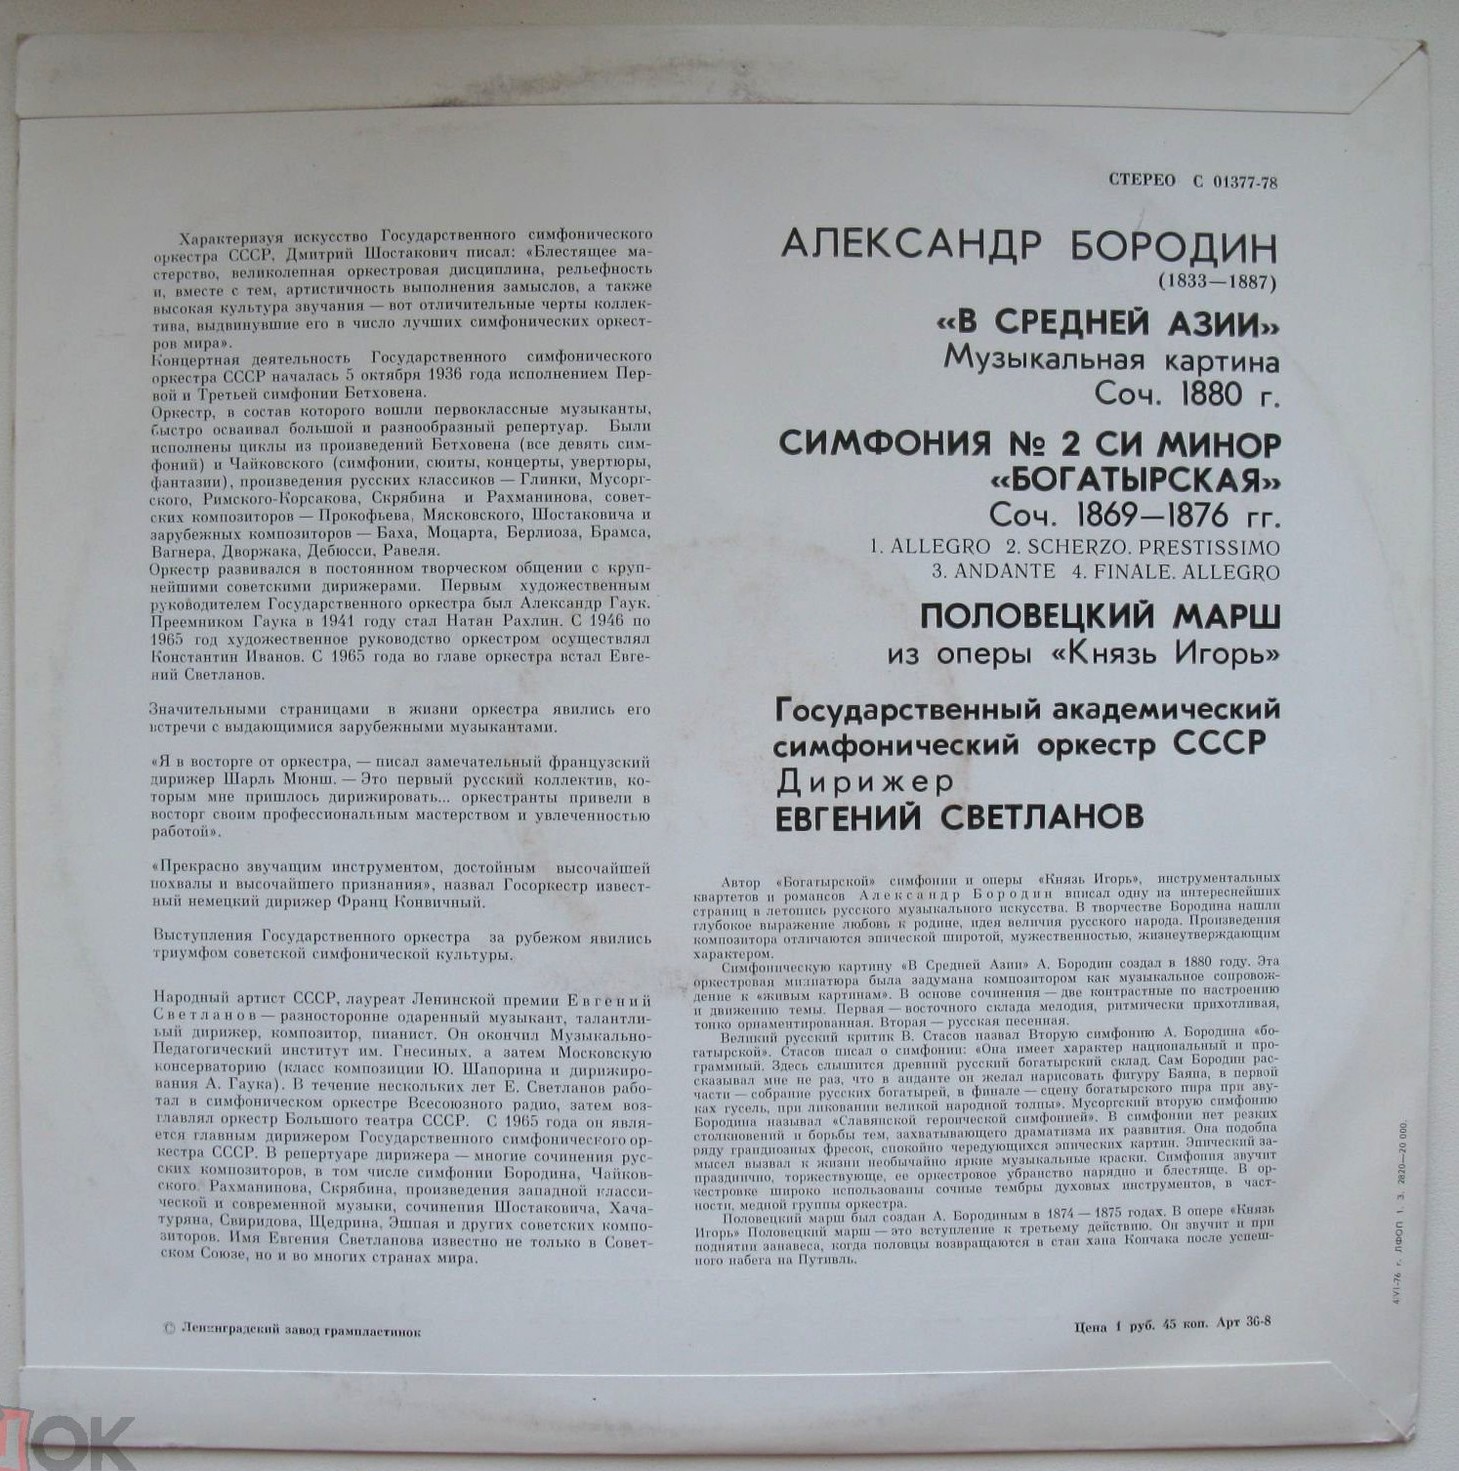 СТЕРЕО С 01377-78
Характеризуя искусство Государственного симфонического
оркестра СССР, Дмитрий Шостакович писал: «Блестящее ма-
стерство, великолепная оркестровая дисциплина, рельефность
и, вместе с тем, артистичность выполнения замыслов, а также
высокая культура звучания — вот отличительные черты коллек-
тива, выдвинувшие его в число лучших симфонических оркест-
ров мира».
Концертная деятельность Государственного симфонического
оркестра СССР началась 5 октября 1936 года исполнением Пер-
вой и Третьей симфонии Бетховена.
Оркестр, в состав которого вошли первоклассные музыканты,
быстро осваивал большой и разнообразный репертуар. Были
исполнены циклы из произведений Бетховена (все девять сим-
фоний) и Чайковского (симфонии, сюиты, концерты, увертюры,
фантазии), произведения русских классиков — Глинки, Мусорг-
ского, Римского-Корсакова, Скрябина и Рахманинова, совет-
ских композиторов — Прокофьева, Мясковского, Шостаковича и
зарубежных композиторов — Баха, Моцарта, Берлиоза, Брамса,
Вагнера, Дворжака, Дебюсси, Равеля.
Оркестр развивался в постоянном творческом общении с круп-
нейшими советскими дирижерами. Первым художественным
руководителем Государственного оркестра был Александр Гаук.
Преемником Гаука в 1941 году стал Натан Рахлин. С 1946 по
1965 год художественное руководство оркестром осуществлял
Константин Иванов. С 1965 года во главе оркестра встал Евге-
ний Светланов.
Значительными страницами в жизни оркестра явились его
встречи с выдающимися зарубежными музыкантами.
«Я в восторге от оркестра, — писал замечательный французский
дирижер Шарль Мюнш. — Это первый русский коллектив, ко-
торым мне пришлось дирижировать... оркестранты привели в
восторг своим профессиональным мастерством и увлеченностью
работой».
«Прекрасно звучащим инструментом, достойным высочайшей
похвалы и высочайшего признания», назвал Госоркестр извест-
ный немецкий дирижер Франц Конвичный.
Выступления Государственного оркестра за рубежом явились
триумфом советской симфонической культуры.
Народный артист СССР, лауреат Ленинской премии Евгений
Светланов — разносторонне одаренный музыкант, талантли-
вый дирижер, композитор, пианист. Он окончил Музыкально-
Педагогический институт им. Гнесиных, а затем Московскую
консерваторию (класс композиции Ю. Шапорина и дирижиро-
вания А. Гаука). В течение нескольких лет Е. Светланов рабо-
тал в симфоническом оркестре Всесоюзного радио, затем воз-
главлял оркестр Большого театра СССР. С 1965 года он явля-
ется главным дирижером Государственного симфонического ор-
кестра СССР. В репертуаре дирижера — многие сочинения рус-
ских композиторов, в том числе симфонии Бородина, Чайков-
ского, Рахманинова, Скрябина, произведения западной класси-
ческой и современной музыки, сочинения Шостаковича, Хача-
туряна, Свиридова, Щедрина, Эшпая и других советских компо-
зиторов. Имя Евгения Светланова известно не только в Совет-
ском Союзе, но и во многих странах мира.
© Ленинградский завод грампластинок
АЛЕКСАНДР БОРОДИН
(1833—1887)
«В СРЕДНЕЙ АЗИИ»
Музыкальная картина
Соч. 1880 г.
СИМФОНИЯ № 2 СИ МИНОР
«БОГАТЫРСКАЯ»
Соч. 1869—1876 гг.
1. ALLEGRO 2. SCHERZO. PRESTISSIMO
3. ANDANTE 4. FINALE. ALLEGRO
ПОЛОВЕЦКИЙ МАРШ
из оперы «Князь Игорь»
Государственный академический
симфонический оркестр СССР
Дирижер
ЕВГЕНИЙ СВЕТЛАНОВ
Автор «Богатырской» симфонии и оперы «Князь Игорь», инструментальных
квартетов и романсов Александр Бородин вписал одну из интереснейших
страниц в летопись русского музыкального искусства. В творчестве Бородина нашли
глубокое выражение любовь к родине, идея величия русского народа. Произведения
композитора отличаются эпической широтой, мужественностью, жизнеутверждающим
характером.
Симфоническую картину «В Средней Азии» А. Бородин создал в 1880 году. Эта
оркестровая миниатюра была задумана композитором как музыкальное сопровож-
дение к «живым картинам». В основе сочинения — две контрастные по настроению
и движению темы. Первая — восточного склада мелодия, ритмически прихотливая,
тонко орнаментированная. Вторая — русская песенная.
Великий русский критик В. Стасов назвал Вторую симфонию А. Бородина «бо-
гатырской». Стасов писал о симфонии: «Она имеет характер национальный и про-
граммный. Здесь слышится древний русский богатырский склад. Сам Бородин рас-
сказывал мне не раз, что в анданте он желал нарисовать фигуру Баяна, в первой
части — собрание русских богатырей, в финале — сцену богатырского пира при зву-
ках гусель, при ликовании великой народной толпы». Мусоргский вторую симфонию
Бородина называл «Славянской героической симфонией». В симфонии нет резких
столкновений и борьбы тем, захватывающего драматизма их развития. Она подобна
ряду грандиозных фресок, спокойно чередующихся эпических картин. Эпический за-
мысел вызвал к жизни необычайно яркие музыкальные краски. Симфония звучит
празднично, торжествующе, ее оркестровое убранство нарядно и блестяще. В ор-
кестровке широко использованы сочные тембры духовых инструментов, в част-
ности, медной группы оркестра.
Половецкий марш был создан А. Бородиным в 1874 — 1875 годах. В опере «Князь
Игорь» Половецкий марш — это вступление к третьему действию. Он звучит и при
поднятии занавеса, когда половцы возвращаются в стан хана Кончака после успеш-
ного набега на Путивль.
Цена 1 руб. 45 коп. Арт 36-8
4/VI-76 г. ЛФОП 1. З. 2820—20 000.
ОК